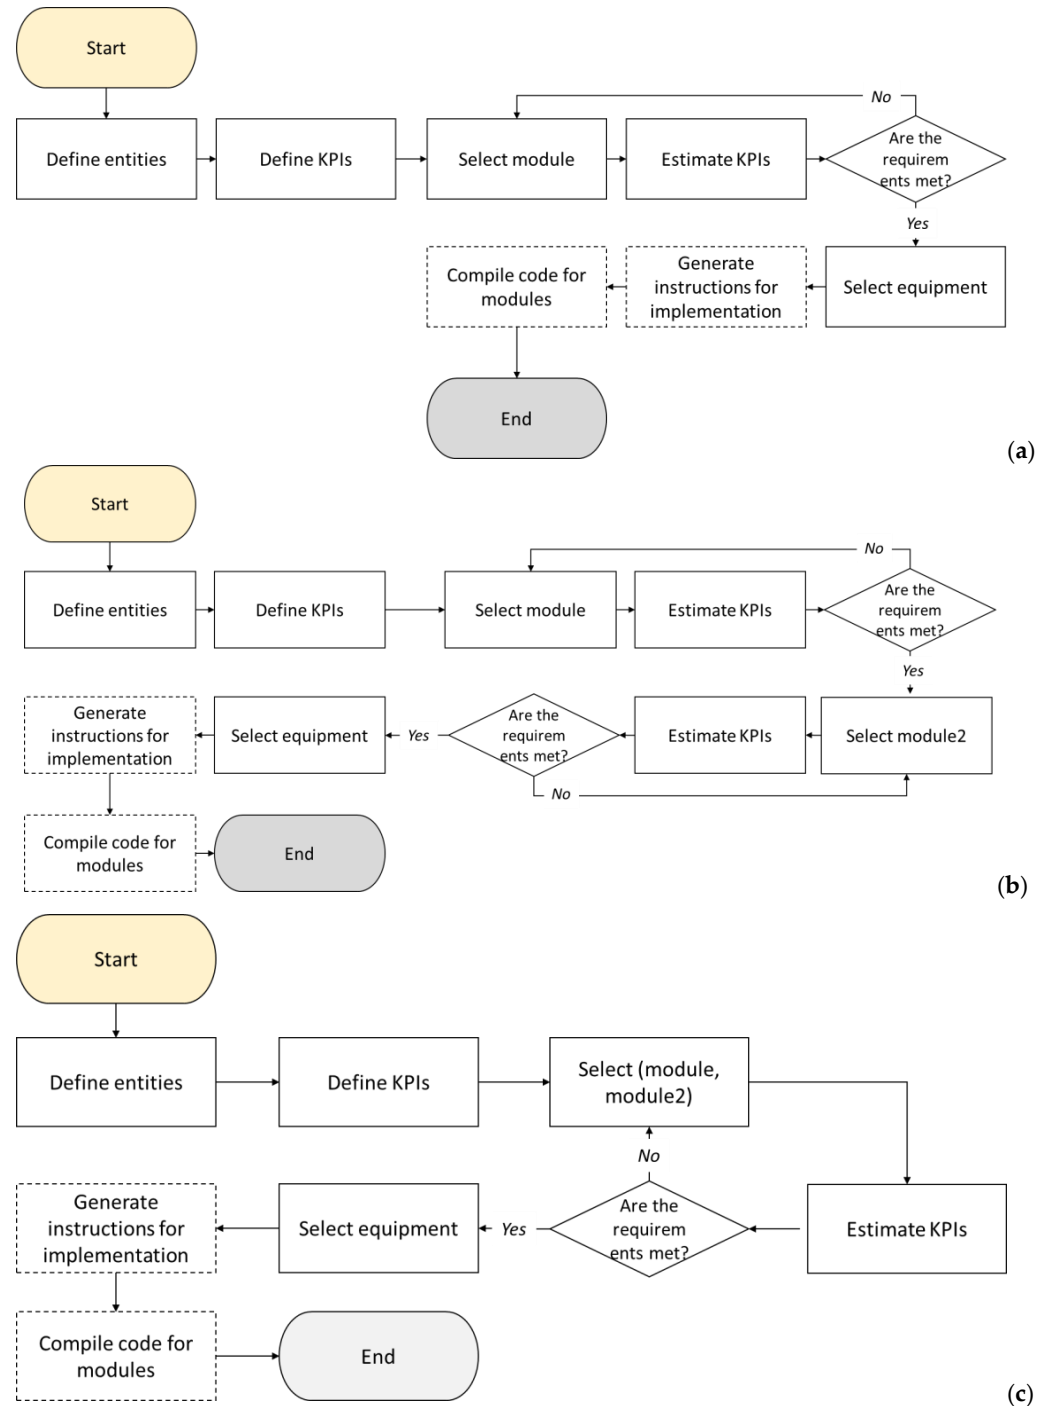 Start
No
Define entities
Define KPIs
Select module
Estimate KPIs
Are the
requirem
ents met?
Yes
Compile code for
modules
Generate
instructions for
implementation
Select equipment
End
(a)
Start
No
Define entities
Define KPIs
Select module
Estimate KPIs
Are the
requirem
ents met?
Yes
Generate
instructions for
implementation
Select equipment
Yes
Are the
requirem
ents met?
Estimate KPIs
Select module2
No
Compile code for
modules
End
(b)
Start
Define entities
Define KPIs
Select (module,
module2)
No
Generate
instructions for
implementation
Select equipment
Yes
Are the
requirem
ents met?
Estimate KPIs
Compile code for
modules
End
(c)